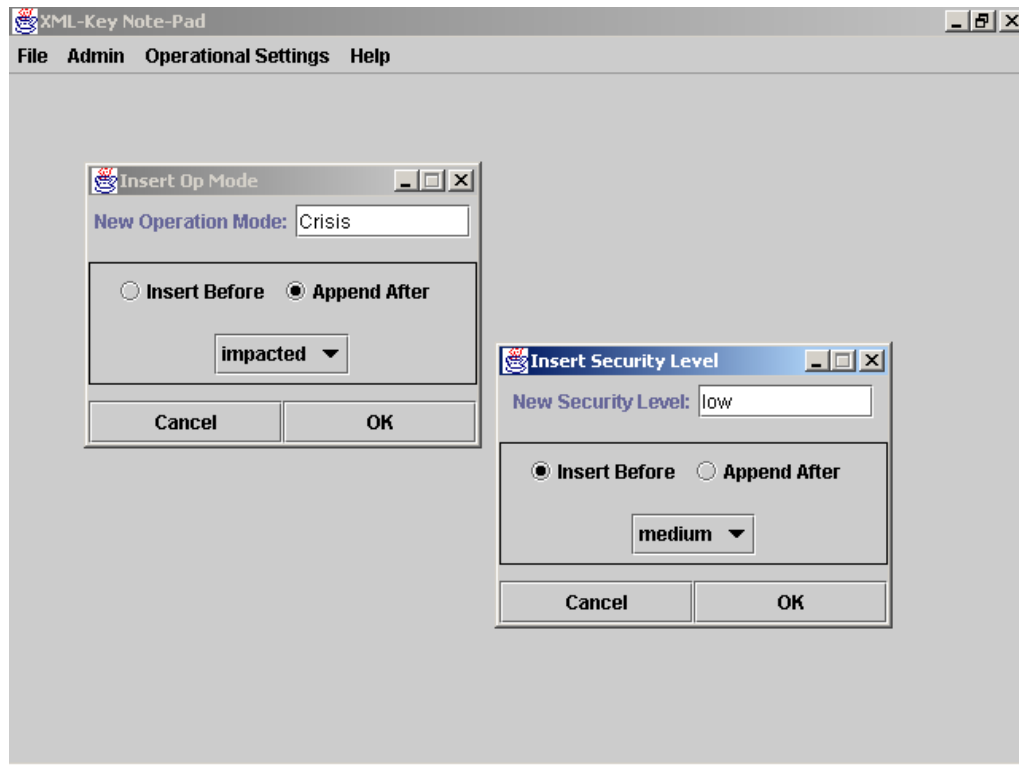 XML-Key Note-Pad
File Admin Operational Settings Help
Insert Op Mode
New Operation Mode: Crisis
Insert Before Append After
impacted
Cancel OK
Insert Security Level
New Security Level: low
Insert Before Append After
medium
Cancel OK